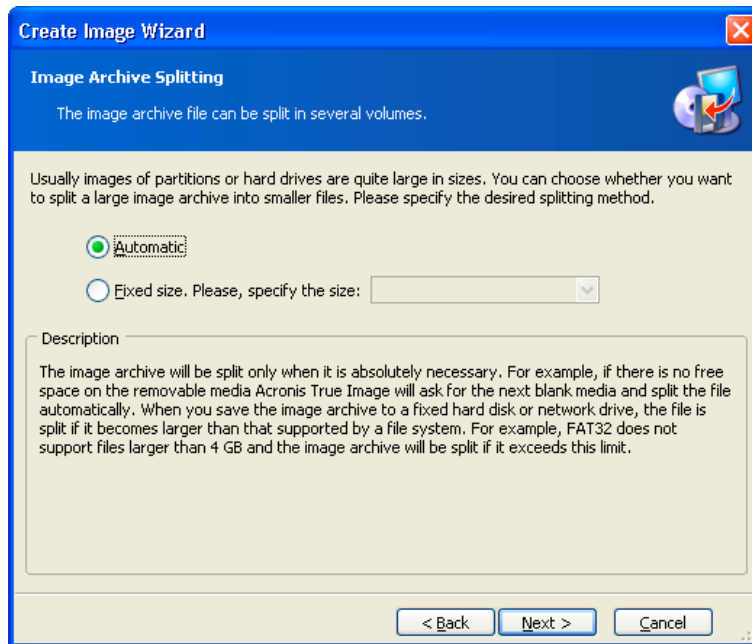 Create Image Wizard
Image Archive Splitting
The image archive file can be split in several volumes.
Usually images of partitions or hard drives are quite large in sizes. You can choose whether you want
to split a large image archive into smaller files. Please specify the desired splitting method.
Automatic
Fixed size. Please, specify the size:
Description
The image archive will be split only when it is absolutely necessary. For example, if there is no free
space on the removable media Acronis True Image will ask for the next blank media and split the file
automatically. When you save the image archive to a fixed hard disk or network drive, the file is
split if it becomes larger than that supported by a file system. For example, FAT32 does not
support files larger than 4 GB and the image archive will be split if it exceeds this limit.
< Back Next > Cancel